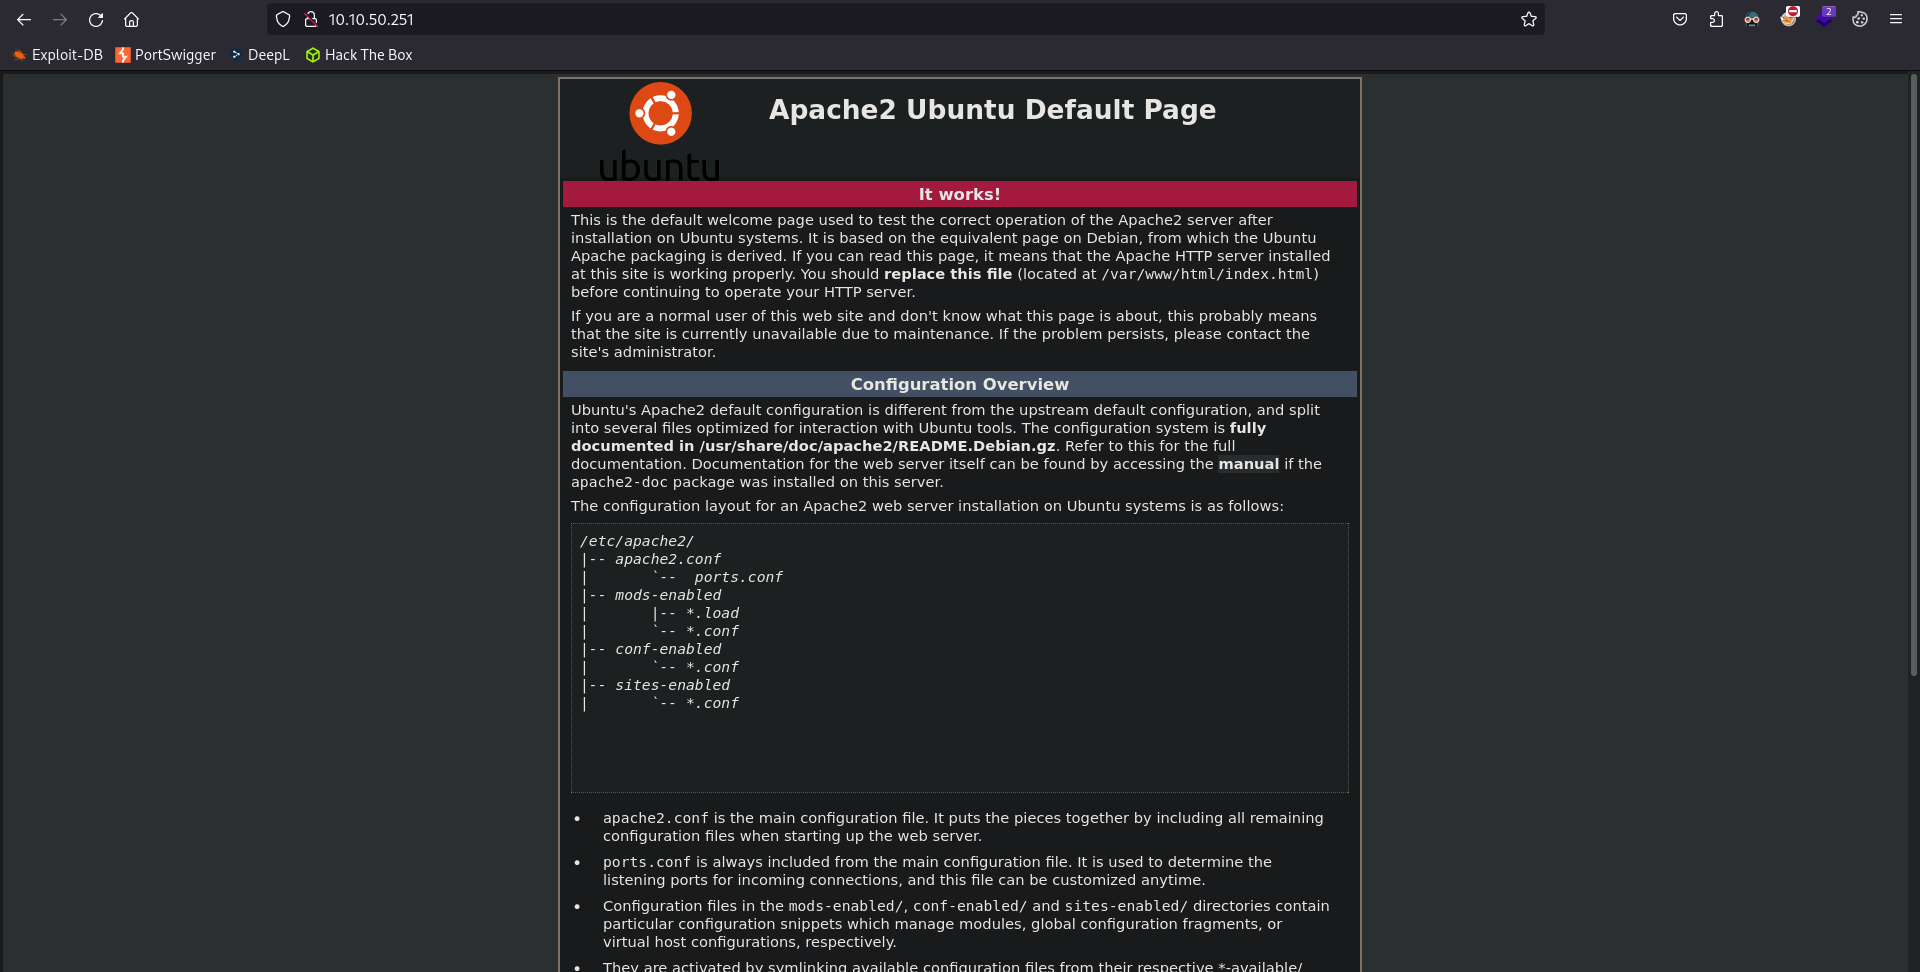 10.10.50.251
2
Exploit-DB PortSwigger DeepL Hack The Box
ubuntu
Apache2 Ubuntu Default Page
It works!
This is the default welcome page used to test the correct operation of the Apache2 server after
installation on Ubuntu systems. It is based on the equivalent page on Debian, from which the Ubuntu
Apache packaging is derived. If you can read this page, it means that the Apache HTTP server installed
at this site is working properly. You should replace this file (located at /var/www/html/index.html)
before continuing to operate your HTTP server.
If you are a normal user of this web site and don't know what this page is about, this probably means
that the site is currently unavailable due to maintenance. If the problem persists, please contact the
site's administrator.
Configuration Overview
Ubuntu's Apache2 default configuration is different from the upstream default configuration, and split
into several files optimized for interaction with Ubuntu tools. The configuration system is fully
documented in /usr/share/doc/apache2/README.Debian.gz. Refer to this for the full
documentation. Documentation for the web server itself can be found by accessing the manual if the
apache2-doc package was installed on this server.
The configuration layout for an Apache2 web server installation on Ubuntu systems is as follows:
/etc/apache2/
|-- apache2.conf
|       `--  ports.conf
|-- mods-enabled
|       |-- *.load
|       `-- *.conf
|-- conf-enabled
|       `-- *.conf
|-- sites-enabled
|       `-- *.conf
• apache2.conf is the main configuration file. It puts the pieces together by including all remaining
configuration files when starting up the web server.
• ports.conf is always included from the main configuration file. It is used to determine the
listening ports for incoming connections, and this file can be customized anytime.
• Configuration files in the mods-enabled/, conf-enabled/ and sites-enabled/ directories contain
particular configuration snippets which manage modules, global configuration fragments, or
virtual host configurations, respectively.
• They are activated by symlinking available configuration files from their respective *-available/